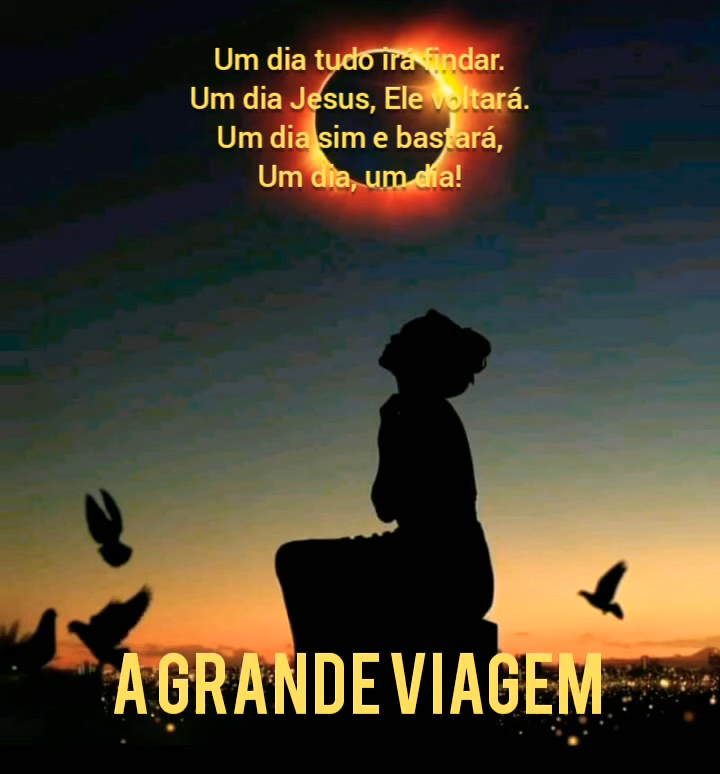 Um dia tudo irá findar.
Um dia Jesus, Ele voltará.
Um dia sim e bastará,
Um dia, um dia!
A GRANDE VIAGEM